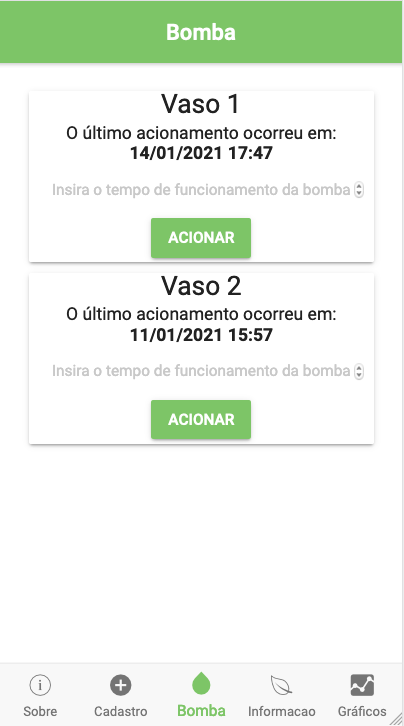 Bomba
Vaso 1
O último acionamento ocorreu em:
14/01/2021 17:47
Insira o tempo de funcionamento da bomba
ACIONAR
Vaso 2
O último acionamento ocorreu em:
11/01/2021 15:57
Insira o tempo de funcionamento da bomba
ACIONAR
Sobre Cadastro Bomba Informacao Gráficos